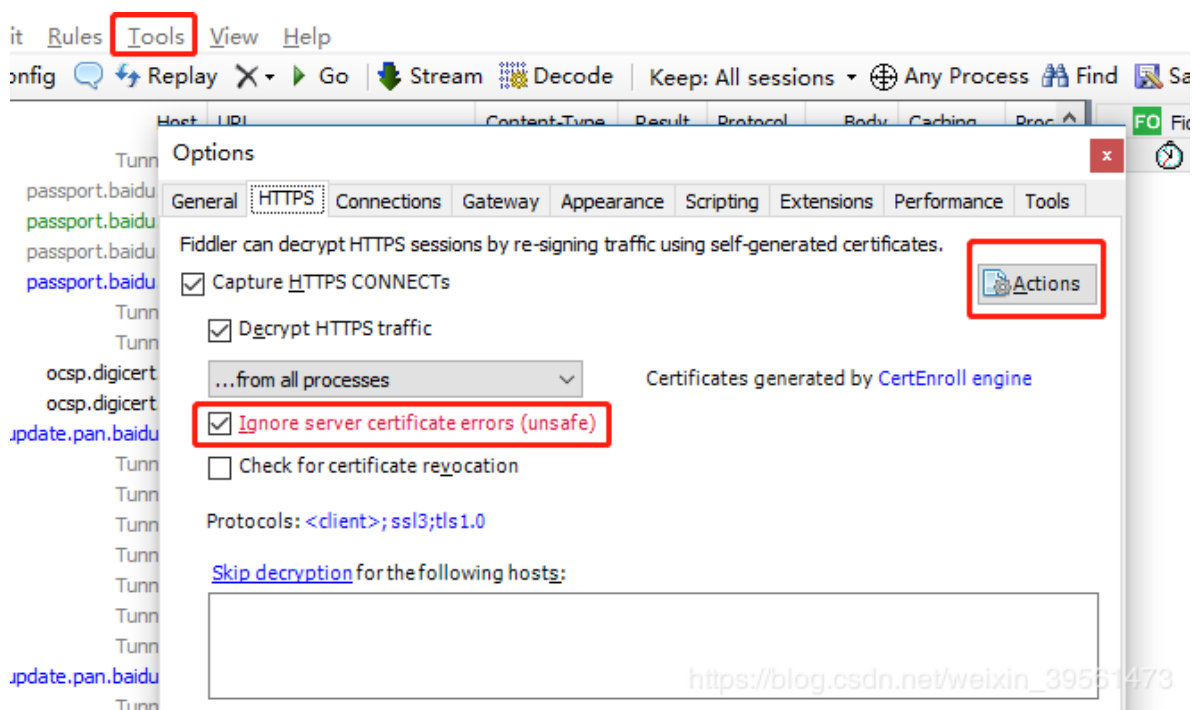 it Rules Tools View Help
onfig Replay Go Stream Decode Keep: All sessions Any Process Find Sa
Host URL Content-Type Result Protocol Body Caching Proc
FO Fid
Options
x
General HTTPS Connections Gateway Appearance Scripting Extensions Performance Tools
Fiddler can decrypt HTTPS sessions by re-signing traffic using self-generated certificates.
Capture HTTPS CONNECTs
Actions
Decrypt HTTPS traffic
...from all processes
Certificates generated by CertEnroll engine
Ignore server certificate errors (unsafe)
Check for certificate revocation
Protocols: <client>;ssl3;tls1.0
Skip decryption for the following hosts:
Tunn
passport.baidu
passport.baidu
passport.baidu
passport.baidu
Tunn
Tunn
ocsp.digicert
ocsp.digicert
update.pan.baidu
Tunn
Tunn
Tunn
Tunn
Tunn
Tunn
Tunn
update.pan.baidu
Tunn
https://blog.csdn.net/weixin_39561473